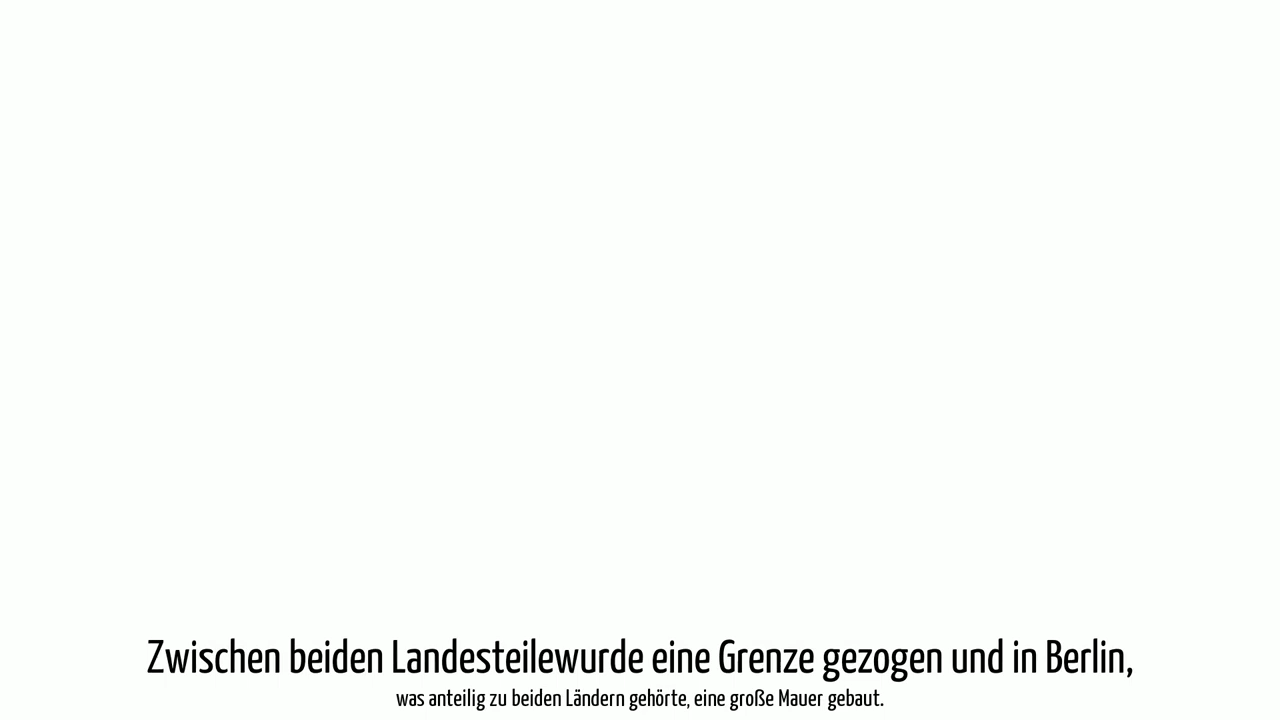 Zwischen beiden Landesteilewurde eine Grenze gezogen und in Berlin,
was anteilig zu beiden Ländern gehörte, eine große Mauer gebaut.